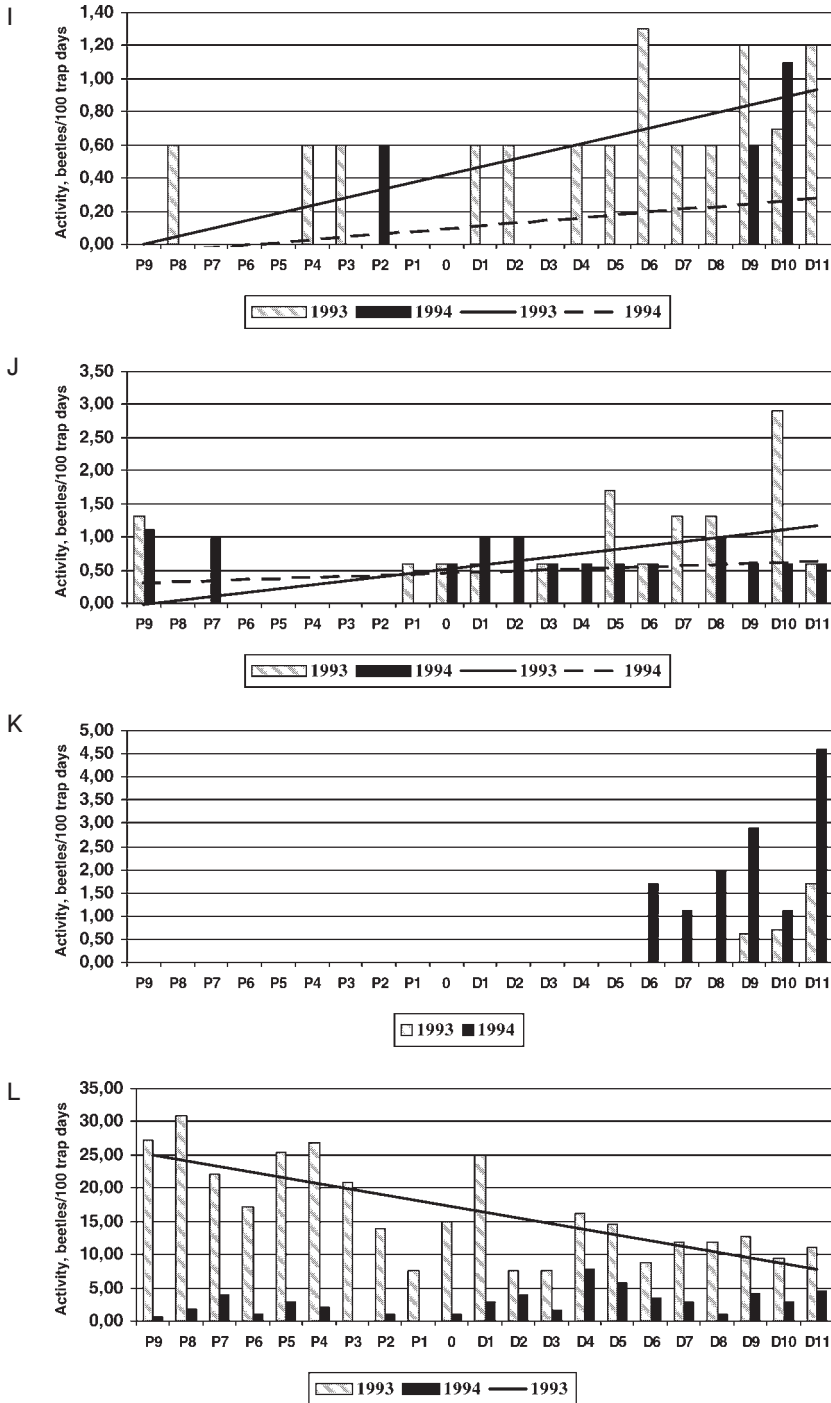 I
Activity, beetles/100 trap days
1,40
1,20
1,00
0,80
0,60
0,40
0,20
0,00
P9 P8 P7 P6 P5 P4 P3 P2 P1 0 D1 D2 D3 D4 D5 D6 D7 D8 D9 D10 D11
1993 1994 1993 1994
J
Activity, beetles/100 trap days
3,50
3,00
2,50
2,00
1,50
1,00
0,50
0,00
P9 P8 P7 P6 P5 P4 P3 P2 P1 0 D1 D2 D3 D4 D5 D6 D7 D8 D9 D10 D11
1993 1994 1993 1994
K
Activity, beetles/100 trap days
5,00
4,50
4,00
3,50
3,00
2,50
2,00
1,50
1,00
0,50
0,00
P9 P8 P7 P6 P5 P4 P3 P2 P1 0 D1 D2 D3 D4 D5 D6 D7 D8 D9 D10 D11
1993 1994
L
Activity, beetles/100 trap days
35,00
30,00
25,00
20,00
15,00
10,00
5,00
0,00
P9 P8 P7 P6 P5 P4 P3 P2 P1 0 D1 D2 D3 D4 D5 D6 D7 D8 D9 D10 D11
1993 1994 1993